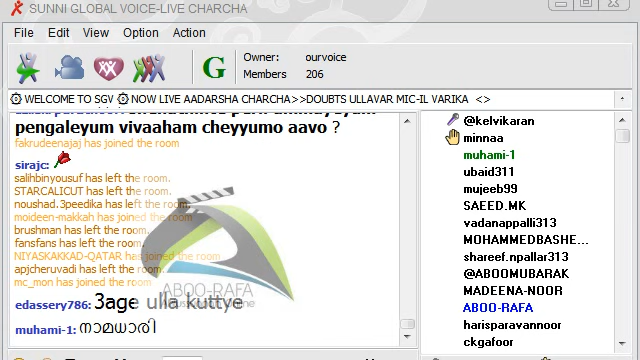 SUNNI GLOBAL VOICE-LIVE CHARCHA
File Edit View Option Action
Owner: ourvoice
Members 206
WELCOME TO SGV NOW LIVE AADARSHA CHARCHA>>DOUBTS ULLAVAR MIC-IL VARIKA <>
pengaleyum vivaaham cheyyumo aavo ?
fakrudeenajaj has joined the room
sirajc:
salihbinyousuf has left the room.
STARCALICUT has left the room.
noushad.3peedika has left the room.
moideen-makkah has joined the room
brushman has left the room.
fansfans has left the room.
NIYASKAKKAD-QATAR has joined the room
apjcheruvadi has left the room.
mc_mon has joined the room
edassery786: 3age ulla kuttye
muhami-1: നാമധാരി
ABOO-RAFA
@kelvikaran
minnaa
muhami-1
ubaid311
mujeeb99
SAEED.MK
vadanappalli313
MOHAMMEDBASHE...
shareef.npallar313
@ABOOMUBARAK
MADEENA-NOOR
ABOO-RAFA
harisparavannoor
ckgafoor